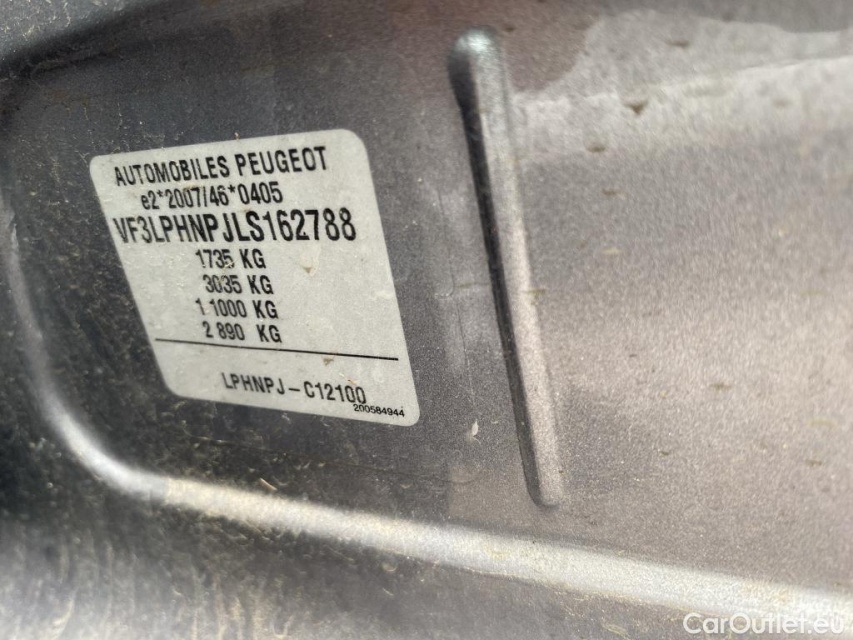 AUTOMOBILES PEUGEOT
e2*2007/46*0405
VF3LPHNPJLS162788
1735 KG
3035 KG
1 1000 KG
2 890 KG
LPHNPJ-C12100
200584944
CarOutlet.eu